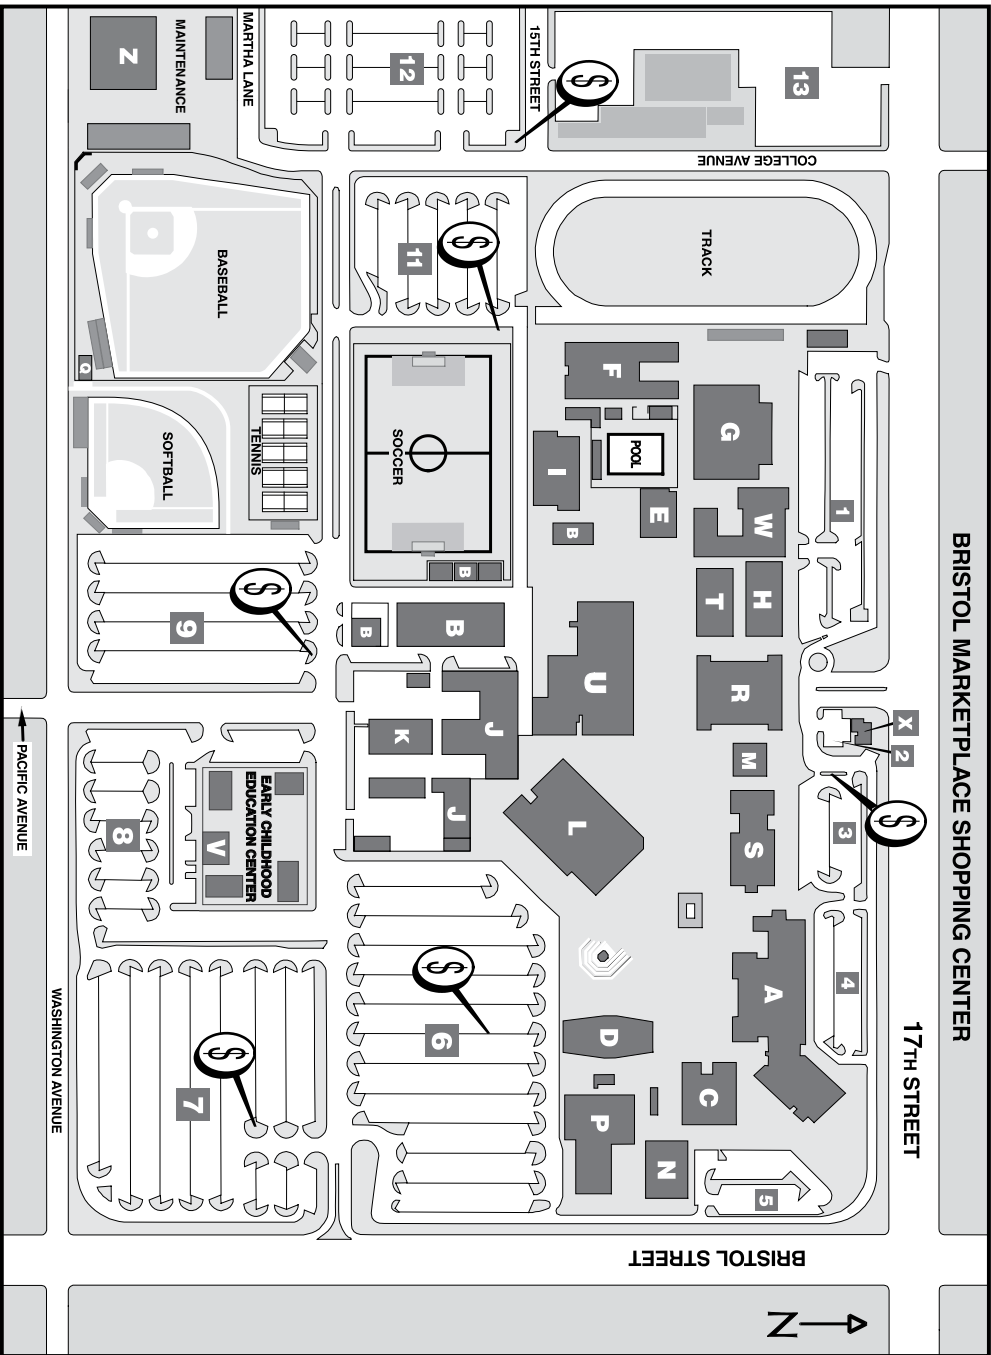 BRISTOL MARKETPLACE SHOPPING CENTER
17TH STREET
BRISTOL STREET
N
COLLEGE AVENUE
15TH STREET
MARTHA LANE
MAINTENANCE
Z
12
13
$
TRACK
11
$
BASEBALL
Q
SOFTBALL
TENNIS
SOCCER
B
F
G
POOL
I
E
B
W
H
T
1
9
$
B
B
U
R
X
2
M
3
$
J
K
J
L
S
4
8
EARLY CHILDHOOD
EDUCATION CENTER
V
A
6
$
7
$
D
C
P
N
5
PACIFIC AVENUE
WASHINGTON AVENUE